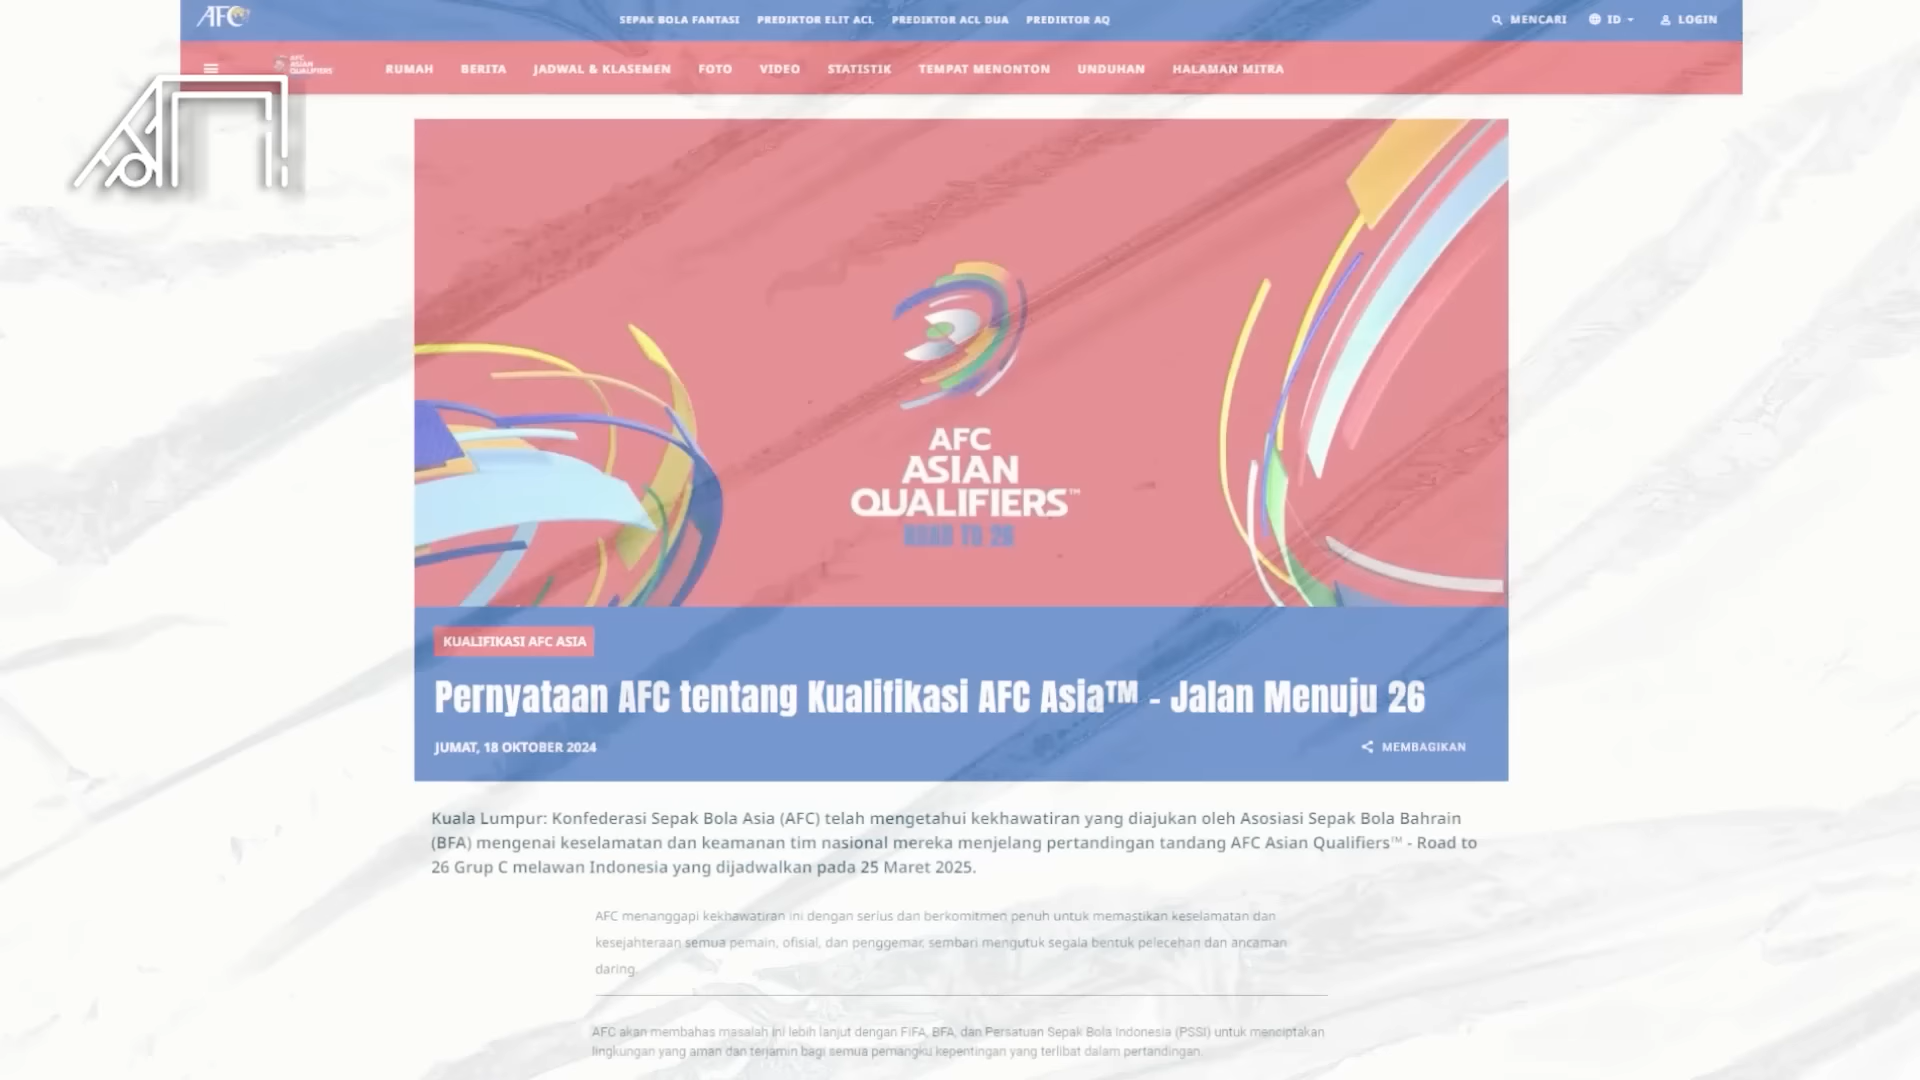 AFC
SEPAK BOLA FANTASI PREDIKTOR ELIT ACL PREDIKTOR ACL DUA PREDIKTOR AQ
MENCARI ID LOGIN
AFC
ASIAN
QUALIFIERS
RUMAH BERITA JADWAL & KLASEMEN FOTO VIDEO STATISTIK TEMPAT MENONTON UNDUHAN HALAMAN MITRA
AFC
ASIAN
QUALIFIERS™
ROAD TO 26
KUALIFIKASI AFC ASIA
Pernyataan AFC tentang Kualifikasi AFC Asia™ - Jalan Menuju 26
JUMAT, 18 OKTOBER 2024
MEMBAGIKAN
Kuala Lumpur: Konfederasi Sepak Bola Asia (AFC) telah mengetahui kekhawatiran yang diajukan oleh Asosiasi Sepak Bola Bahrain
(BFA) mengenai keselamatan dan keamanan tim nasional mereka menjelang pertandingan tandang AFC Asian Qualifiers™ - Road to
26 Grup C melawan Indonesia yang dijadwalkan pada 25 Maret 2025.
AFC menanggapi kekhawatiran ini dengan serius dan berkomitmen penuh untuk memastikan keselamatan dan
kesejahteraan semua pemain, ofisial, dan penggemar, sembari mengutuk segala bentuk pelecehan dan ancaman
daring.
AFC akan membahas masalah ini lebih lanjut dengan FIFA, BFA, dan Persatuan Sepak Bola Indonesia (PSSI) untuk menciptakan
lingkungan yang aman dan terjamin bagi semua pemangku kepentingan yang terlibat dalam pertandingan.